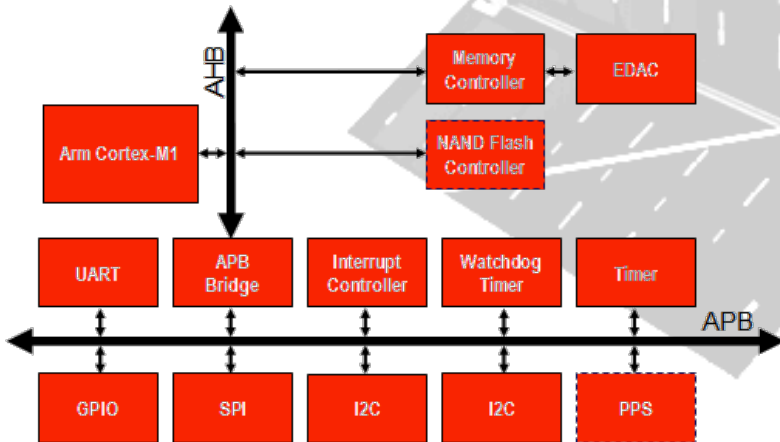 AHB
Memory
Controller
EDAC
Arm Cortex-M1
NAND Flash
Controller
UART
APB
Bridge
Interrupt
Controller
Watchdog
Timer
Timer
APB
GPIO
SPI
I2C
I2C
PPS